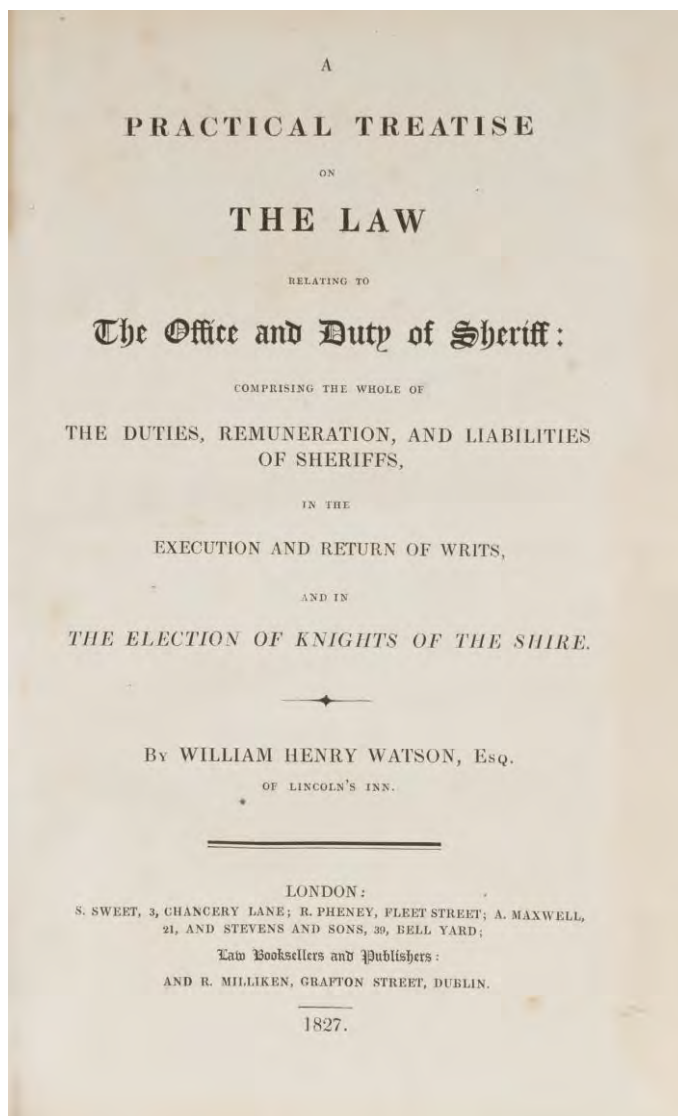 A
PRACTICAL TREATISE
ON
THE LAW
RELATING TO
The Office and Duty of Sheriff:
COMPRISING THE WHOLE OF
THE DUTIES, REMUNERATION, AND LIABILITIES
OF SHERIFFS,
IN THE
EXECUTION AND RETURN OF WRITS,
AND IN
THE ELECTION OF KNIGHTS OF THE SHIRE.
By WILLIAM HENRY WATSON, Esq.
OF LINCOLN'S INN.
LONDON:
S. SWEET, 3, CHANCERY LANE; R. PHENEY, FLEET STREET; A. MAXWELL,
21, AND STEVENS AND SONS, 39, BELL YARD;
Law Booksellers and Publishers:
AND R. MILLIKEN, GRAFTON STREET, DUBLIN.
1827.